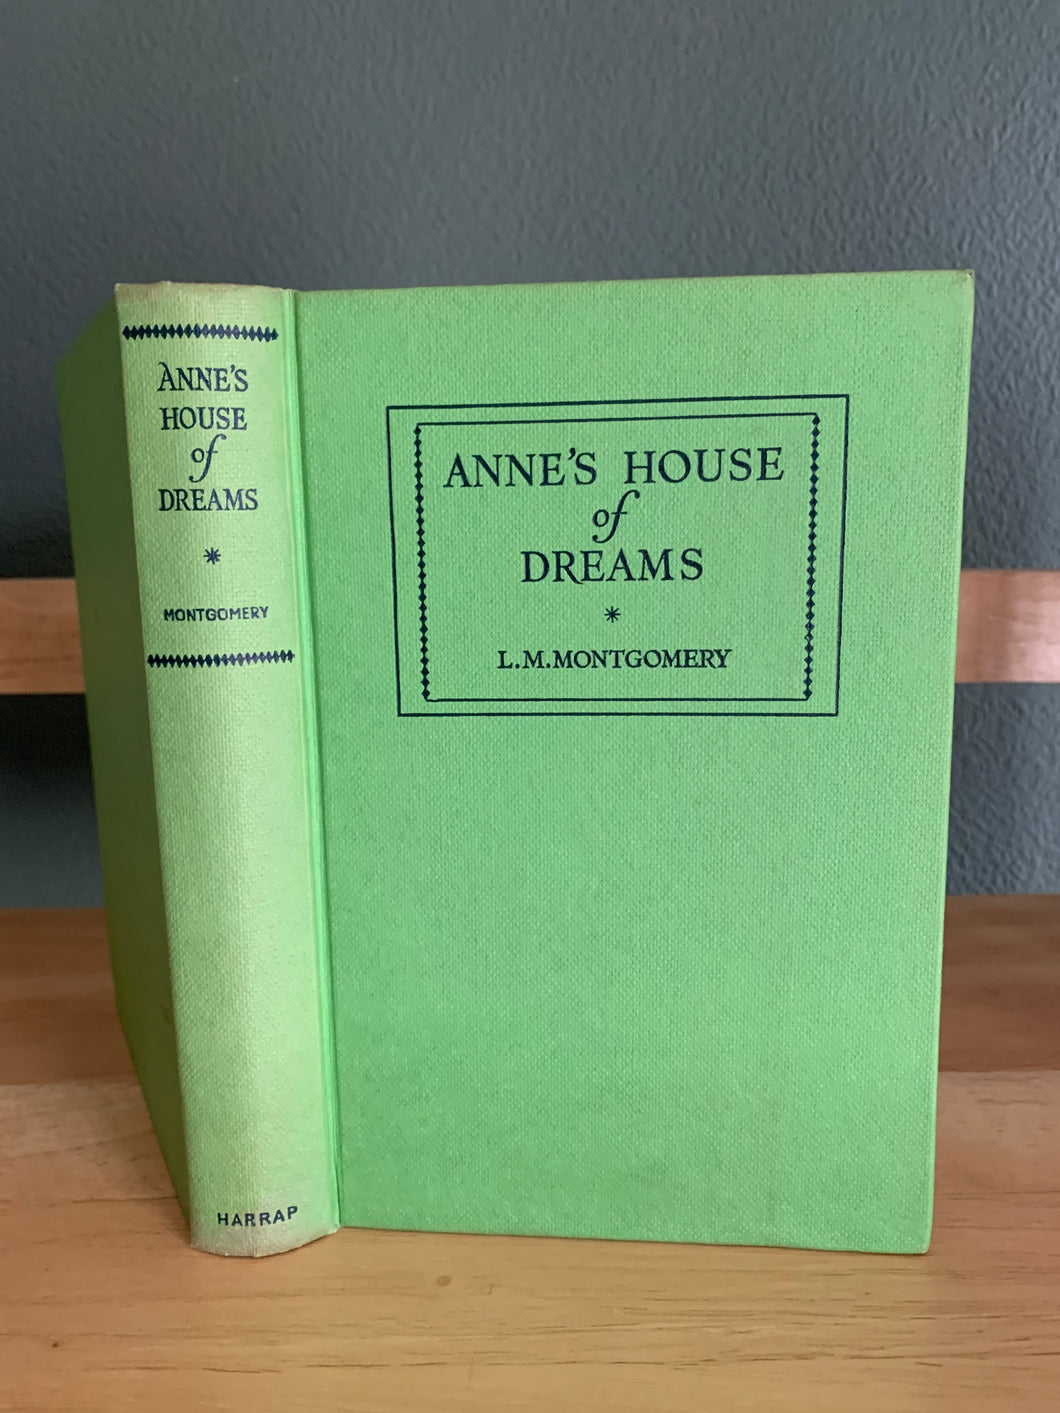 ANNE'S
HOUSE
of
DREAMS
*
MONTGOMERY
HARRAP
ANNE'S HOUSE
of
DREAMS
*
L.M.MONTGOMERY